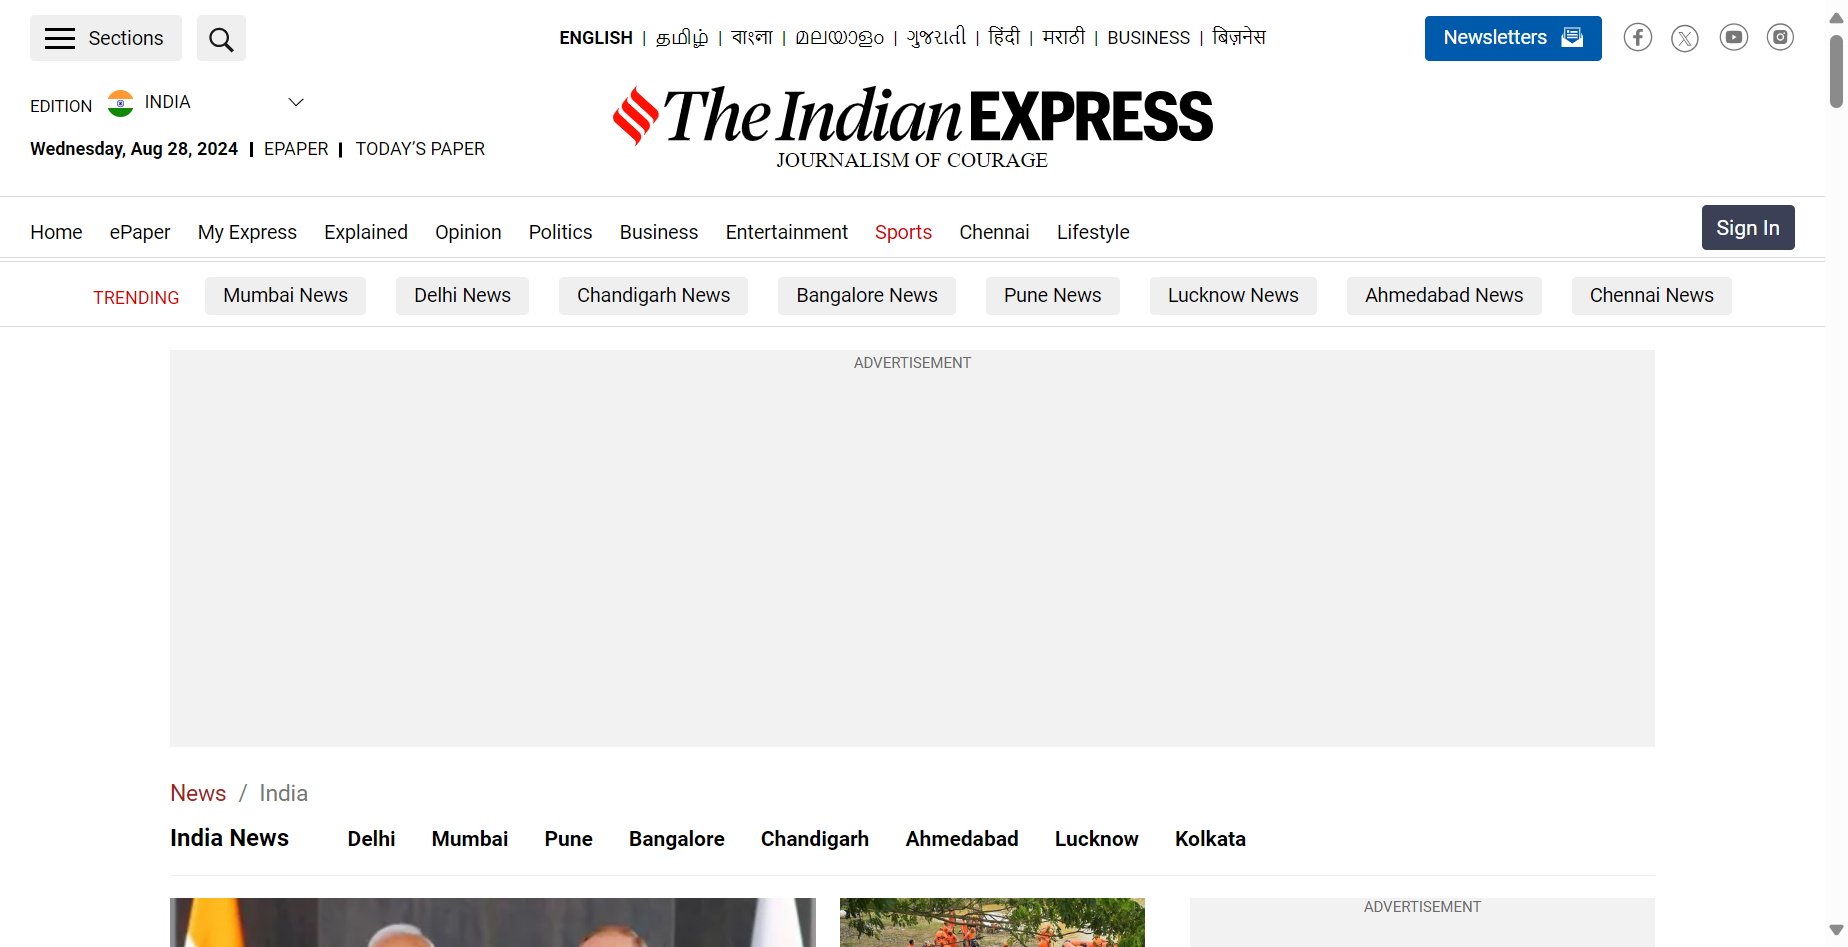 Sections
ENGLISH | தமிழ் | বাংলা | മലയാളം | ગુજરાતી | हिंदी | मराठी | BUSINESS | बिज़नेस
Newsletters
EDITION INDIA
The Indian EXPRESS
JOURNALISM OF COURAGE
Wednesday, Aug 28, 2024 | EPAPER | TODAY’S PAPER
Home ePaper My Express Explained Opinion Politics Business Entertainment Sports Chennai Lifestyle
Sign In
TRENDING Mumbai News Delhi News Chandigarh News Bangalore News Pune News Lucknow News Ahmedabad News Chennai News
ADVERTISEMENT
News / India
India News Delhi Mumbai Pune Bangalore Chandigarh Ahmedabad Lucknow Kolkata
ADVERTISEMENT